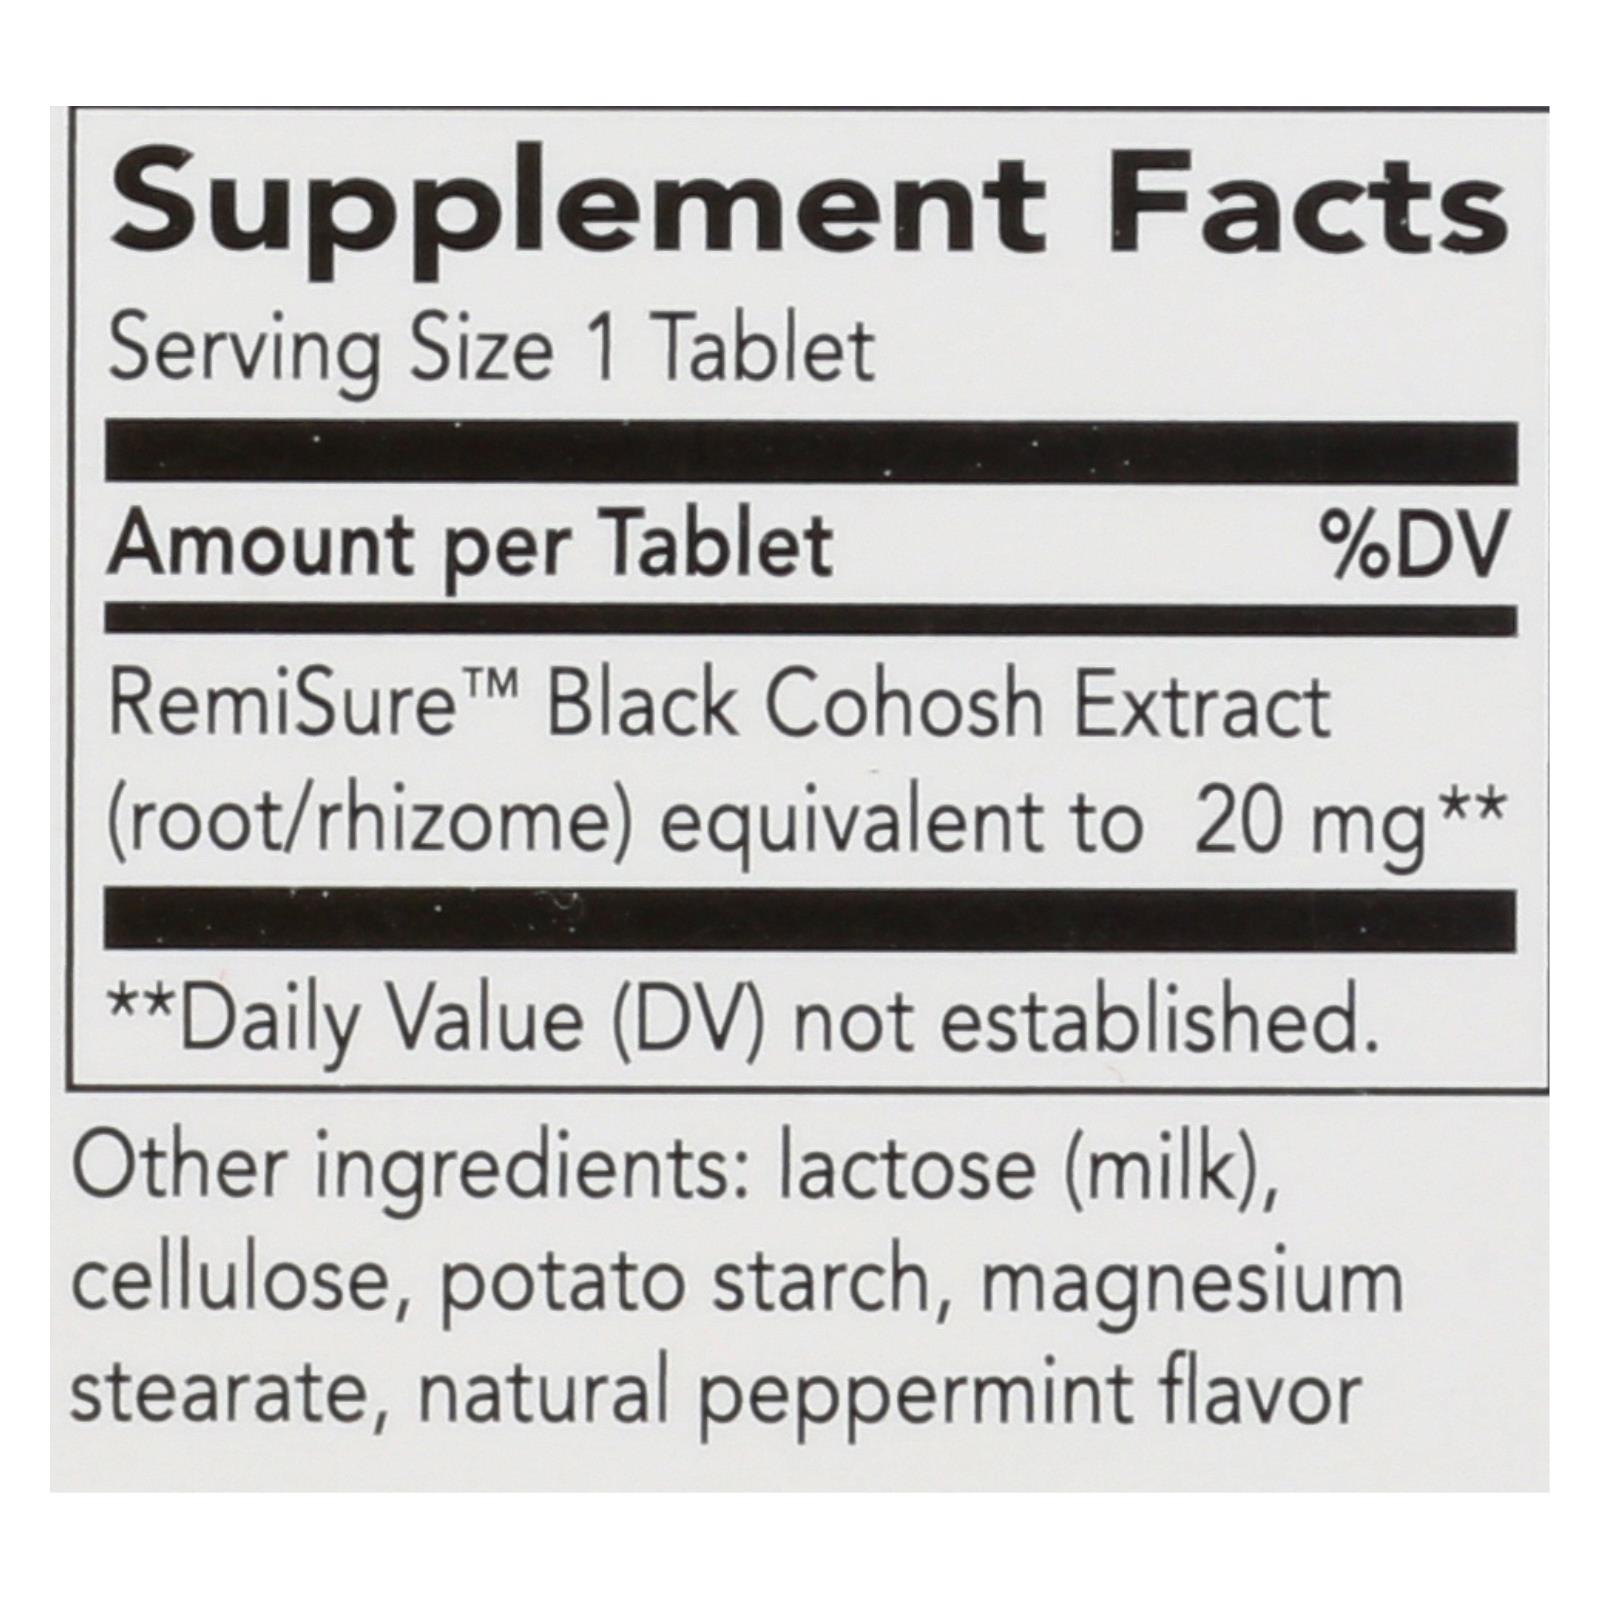 Supplement Facts
Serving Size 1 Tablet
Amount per Tablet %DV
RemiSure™ Black Cohosh Extract
(root/rhizome) equivalent to 20 mg**
**Daily Value (DV) not established.
Other ingredients: lactose (milk),
cellulose, potato starch, magnesium
stearate, natural peppermint flavor